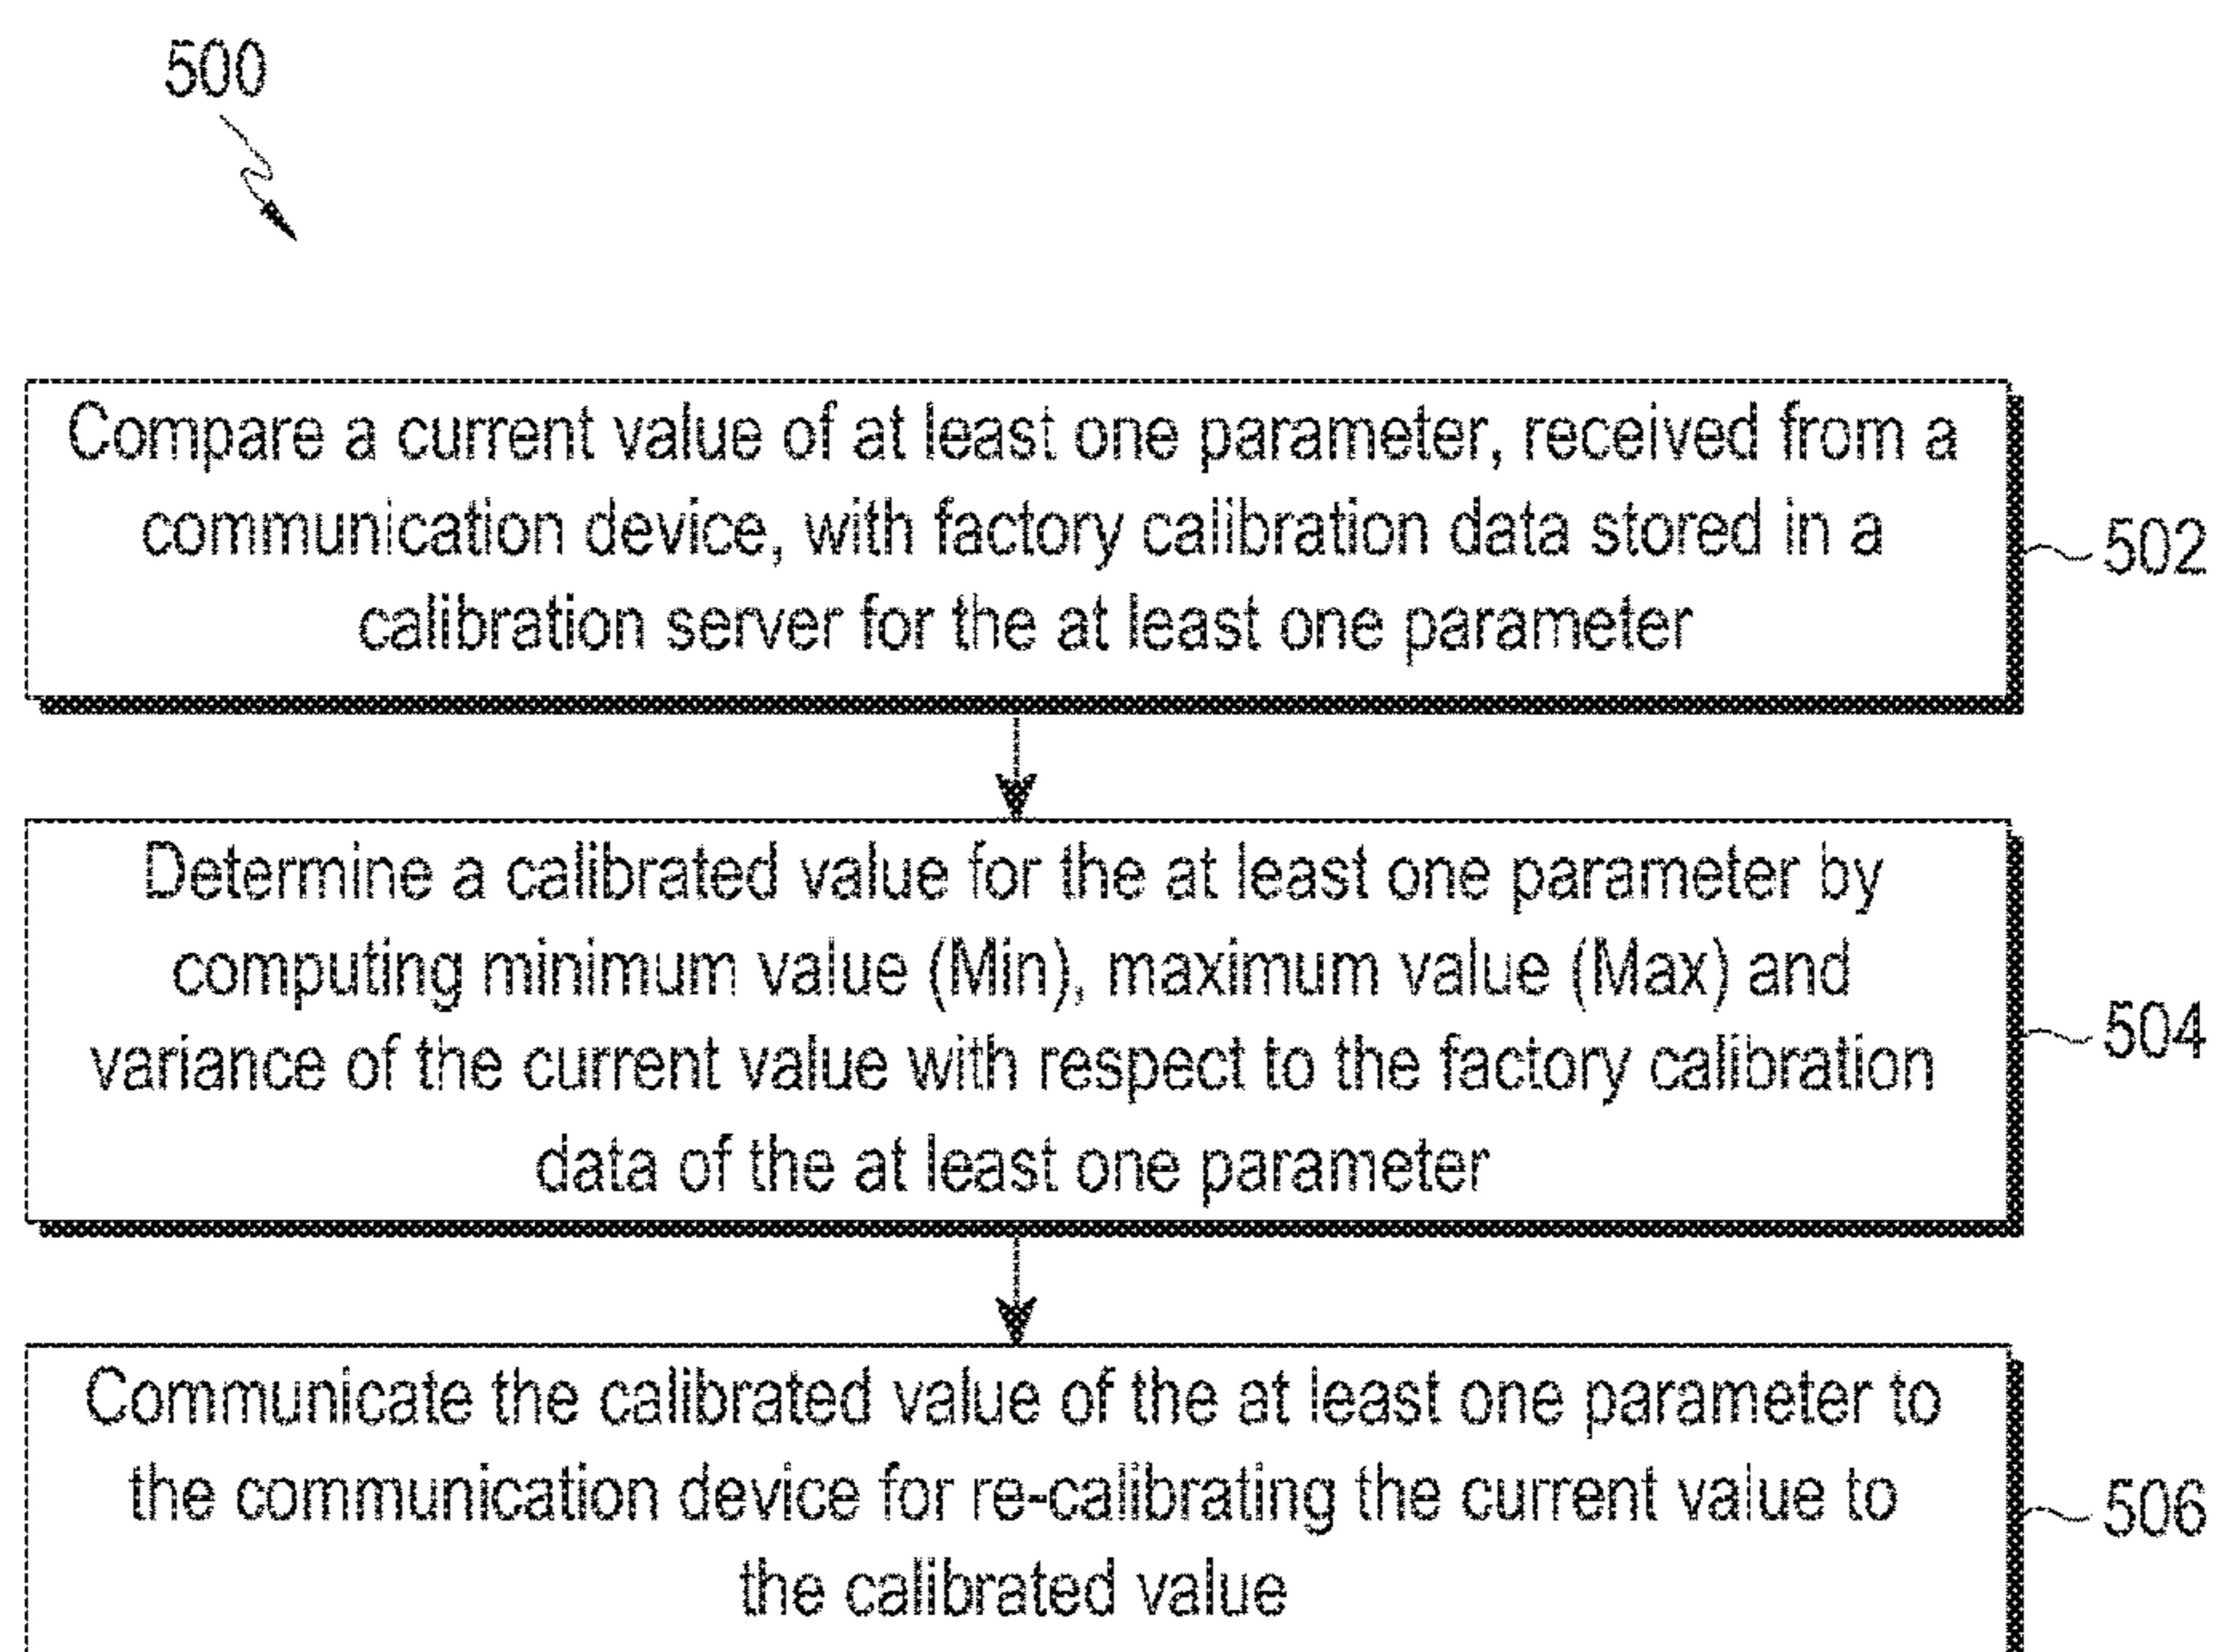 500
Compare a current value of at least one parameter, received from a
communication device, with factory calibration data stored in a
calibration server for the at least one parameter
502
Determine a calibrated value for the at least one parameter by
computing minimum value (Min), maximum value (Max) and
variance of the current value with respect to the factory calibration
data of the at least one parameter
504
Communicate the calibrated value of the at least one parameter to
the communication device for re-calibrating the current value to
the calibrated value
506